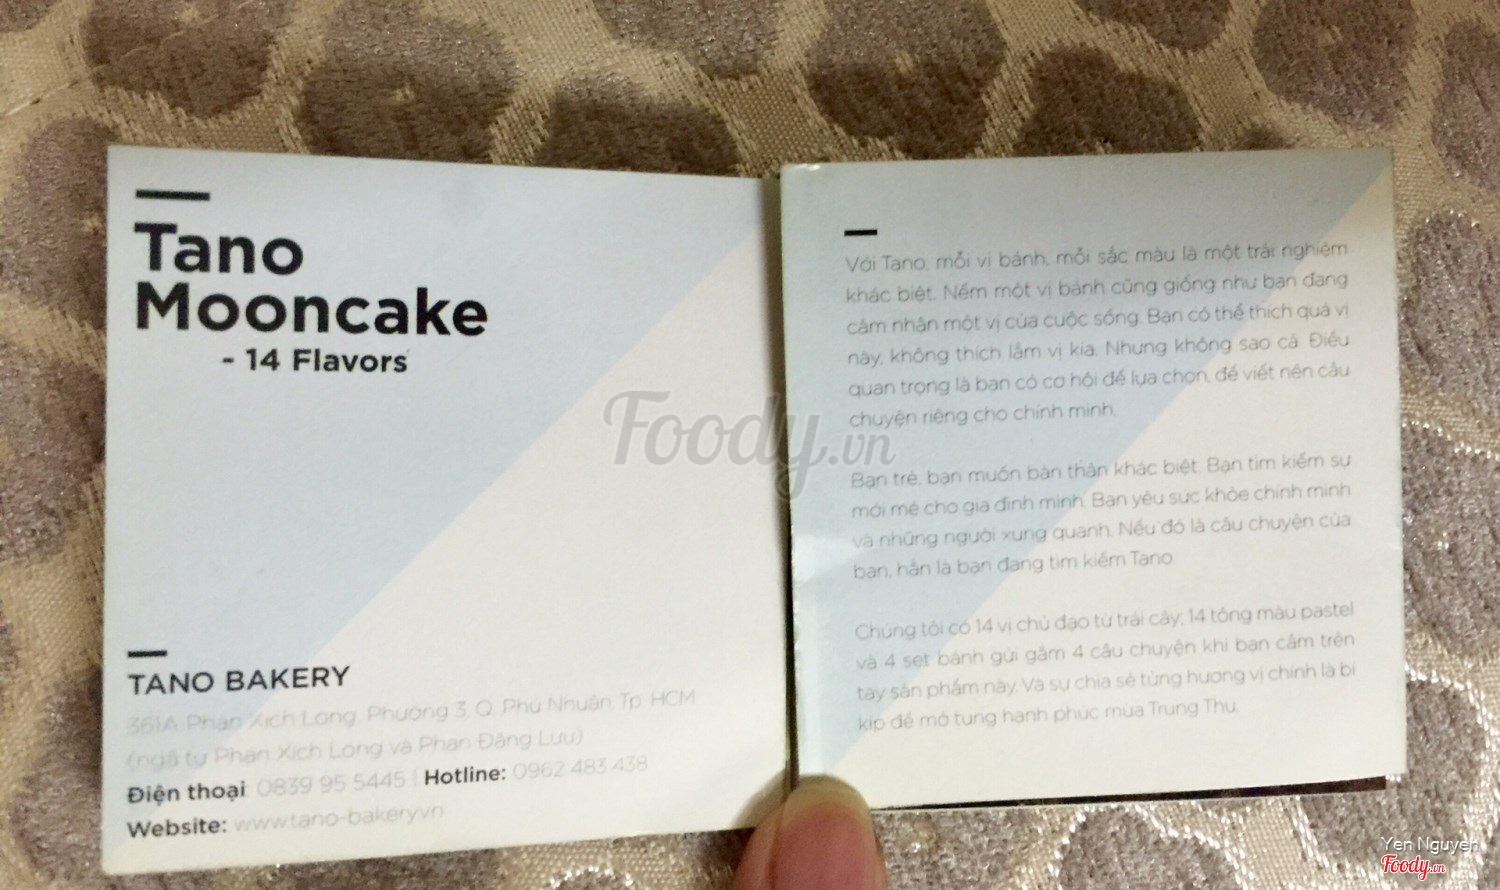 Tano
Mooncake
- 14 Flavors
TANO BAKERY
361A Phan Xích Long, Phường 3, Q. Phú Nhuận, Tp. HCM
(ngã tư Phan Xích Long và Phan Đăng Lưu)
Điện thoại 0839 95 5445 | Hotline: 0962 483 438
Website: www.tano-bakery.vn
Với Tano, mỗi vị bánh, mỗi sắc màu là một trải nghiệm
khác biệt. Nếm một vị bánh cũng giống như bạn đang
cảm nhận một vị của cuộc sống. Bạn có thể thích quả vị
này, không thích lắm vị kia. Nhưng không sao cả. Điều
quan trọng là bạn có cơ hội để lựa chọn, để viết nên câu
chuyện riêng cho chính mình.
Bạn trẻ, bạn muốn bản thân khác biệt. Bạn tìm kiếm sự
mới mẻ cho gia đình mình. Bạn yêu sức khỏe chính mình
và những người xung quanh. Nếu đó là câu chuyện của
bạn, hẳn là bạn đang tìm kiếm Tano.
Chúng tôi có 14 vị chủ đạo từ trái cây, 14 tông màu pastel
và 4 set bánh gửi gắm 4 câu chuyện khi bạn cầm trên
tay sản phẩm này. Và sự chia sẻ từng hương vị chính là bí
kíp để mở tung hạnh phúc mùa Trung Thu.
Foody.vn
Yen Nguyen
Foody.vn